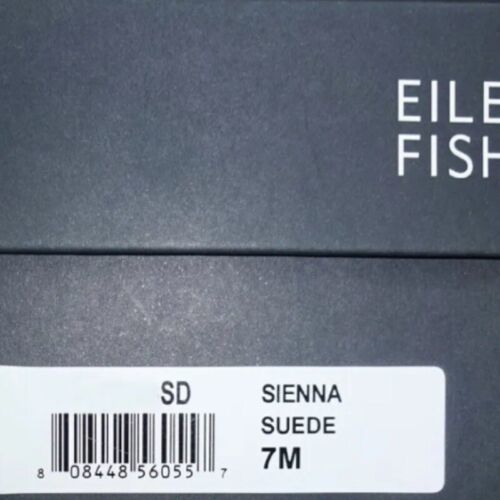 EILE
FISH
SD
SIENNA
SUEDE
7M
8 08448 56055 7